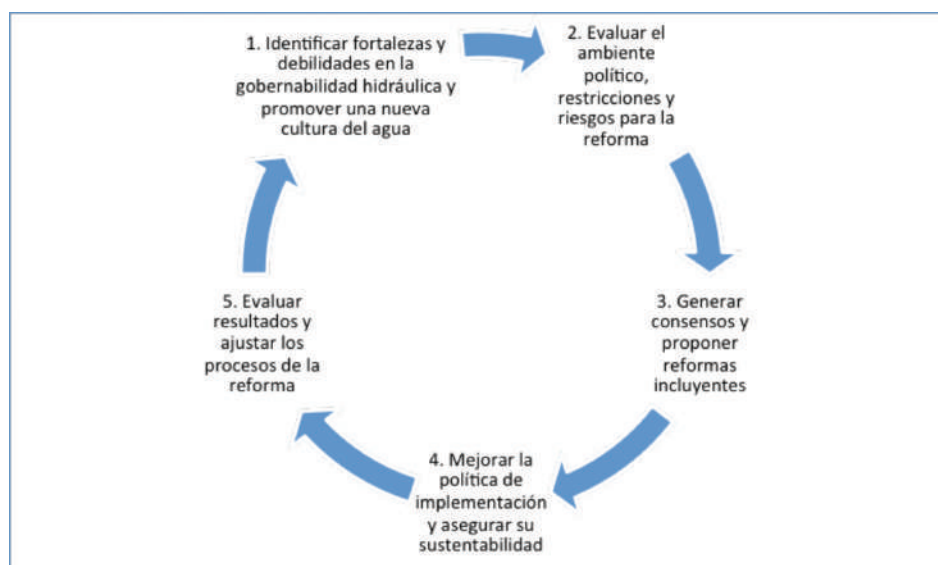 1. Identificar fortalezas y
debilidades en la
gobernabilidad hidráulica y
promover una nueva
cultura del agua
2. Evaluar el
ambiente
político,
restricciones y
riesgos para la
reforma
3. Generar
consensos y
proponer
reformas
incluyentes
4. Mejorar la
política de
implementación
y asegurar su
sustentabilidad
5. Evaluar
resultados y
ajustar los
procesos de la
reforma